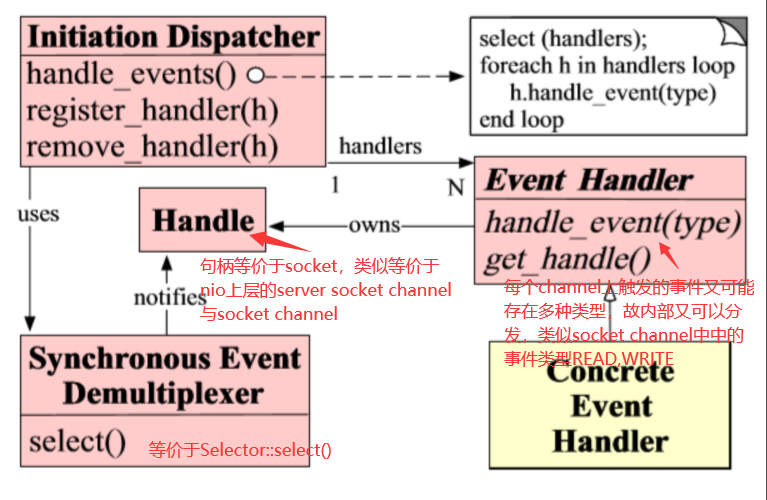 Initiation Dispatcher
handle_events()
register_handler(h)
remove_handler(h)
select (handlers);
foreach h in handlers loop
h.handle_event(type)
end loop
handlers
1
N
uses
Handle
owns
Event Handler
handle_event(type)
get_handle()
句柄等价于socket，类似等价于
nio上层的server socket channel
与socket channel
每个channel上触发的事件又可能
存在多种类型，故内部又可以分
发，类似socket channel中中的
事件类型READ,WRITE
notifies
Synchronous Event
Demultiplexer
select()
等价于Selector::select()
Concrete
Event
Handler